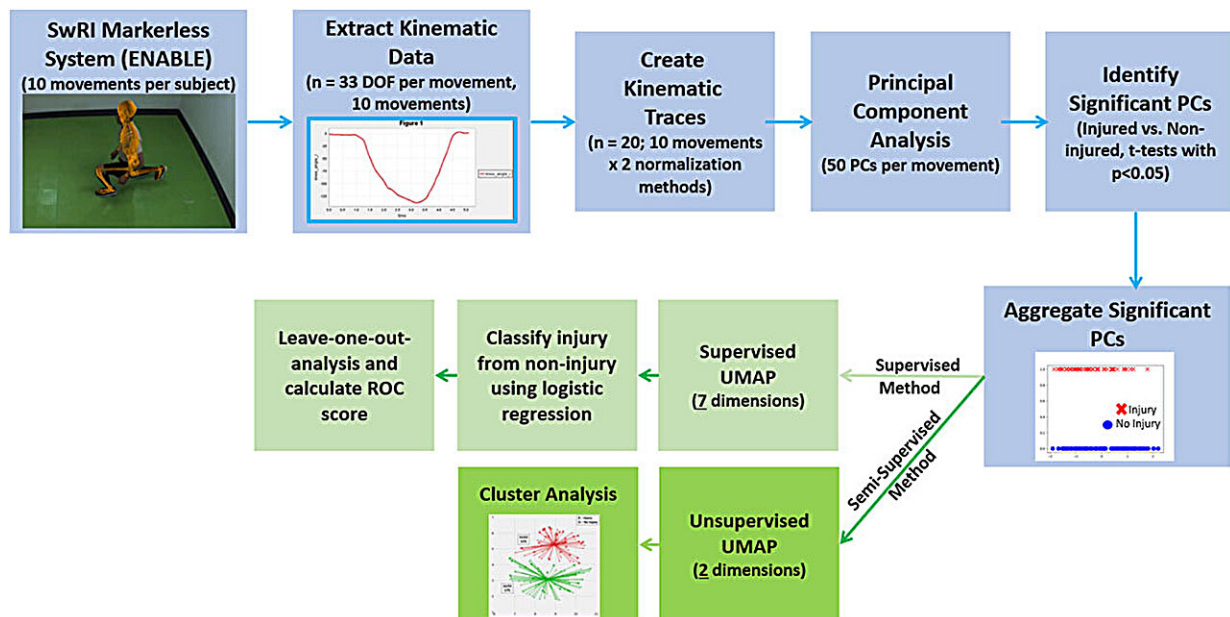 SwRI Markerless
System (ENABLE)
(10 movements per subject)
Extract Kinematic
Data
(n = 33 DOF per movement,
10 movements)
Figure 1
time
Create
Kinematic
Traces
(n = 20; 10 movements
x 2 normalization
methods)
Principal
Component
Analysis
(50 PCs per movement)
Identify
Significant PCs
(Injured vs. Non-
injured, t-tests with
p<0.05)
Aggregate Significant
PCs
Injury
No Injury
Supervised
Method
Supervised
UMAP
(7 dimensions)
Classify injury
from non-injury
using logistic
regression
Leave-one-out-
analysis and
calculate ROC
score
Semi-Supervised
Method
Unsupervised
UMAP
(2 dimensions)
Cluster Analysis